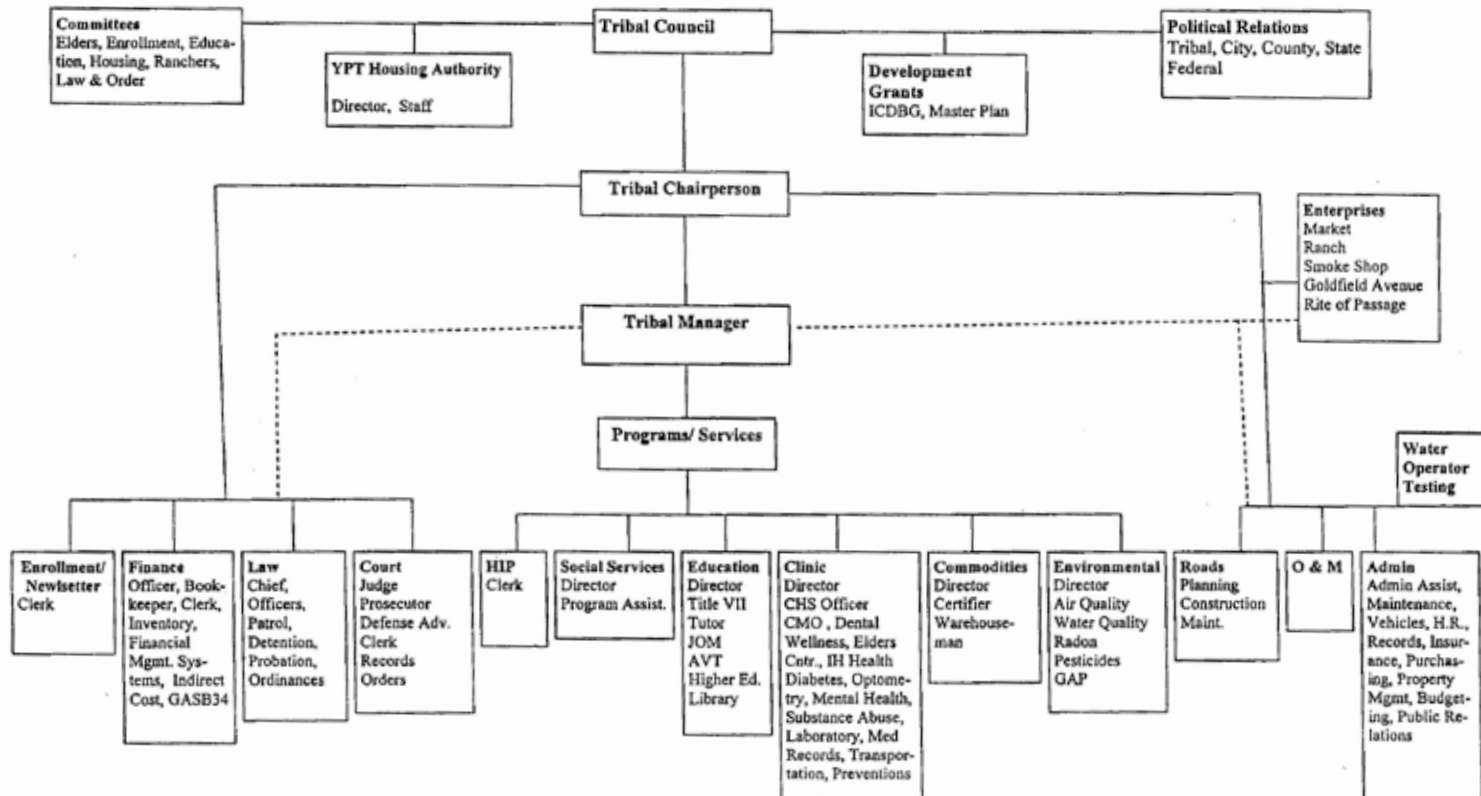 Committees
Elders, Enrollment, Educa-
tion, Housing, Ranchers,
Law & Order
YPT Housing Authority
Director, Staff
Tribal Council
Development
Grants
ICDBG, Master Plan
Political Relations
Tribal, City, County, State
Federal
Tribal Chairperson
Enterprises
Market
Ranch
Smoke Shop
Goldfield Avenue
Rite of Passage
Tribal Manager
Programs/ Services
Water
Operator
Testing
Enrollment/
Newlsetter
Clerk
Finance
Officer, Book-
keeper, Clerk,
Inventory,
Financial
Mgmt. Sys-
tems, Indirect
Cost, GASB34
Law
Chief,
Officers,
Patrol,
Detention,
Probation,
Ordinances
Court
Judge
Prosecutor
Defense Adv.
Clerk
Records
Orders
HIP
Clerk
Social Services
Director
Program Assist.
Education
Director
Title VII
Tutor
JOM
AVT
Higher Ed.
Library
Clinic
Director
CHS Officer
CMO , Dental
Wellness, Elders
Cntr., IH Health
Diabetes, Optome-
try, Mental Health,
Substance Abuse,
Laboratory, Med
Records, Transpor-
tation, Preventions
Commodities
Director
Certifier
Warehouse-
man
Environmental
Director
Air Quality
Water Quality
Radon
Pesticides
GAP
Roads
Planning
Construction
Maint.
O & M
Admin
Admin Assist,
Maintenance,
Vehicles, H.R.,
Records, Insur-
ance, Purchas-
ing, Property
Mgmt, Budget-
ing, Public Re-
lations